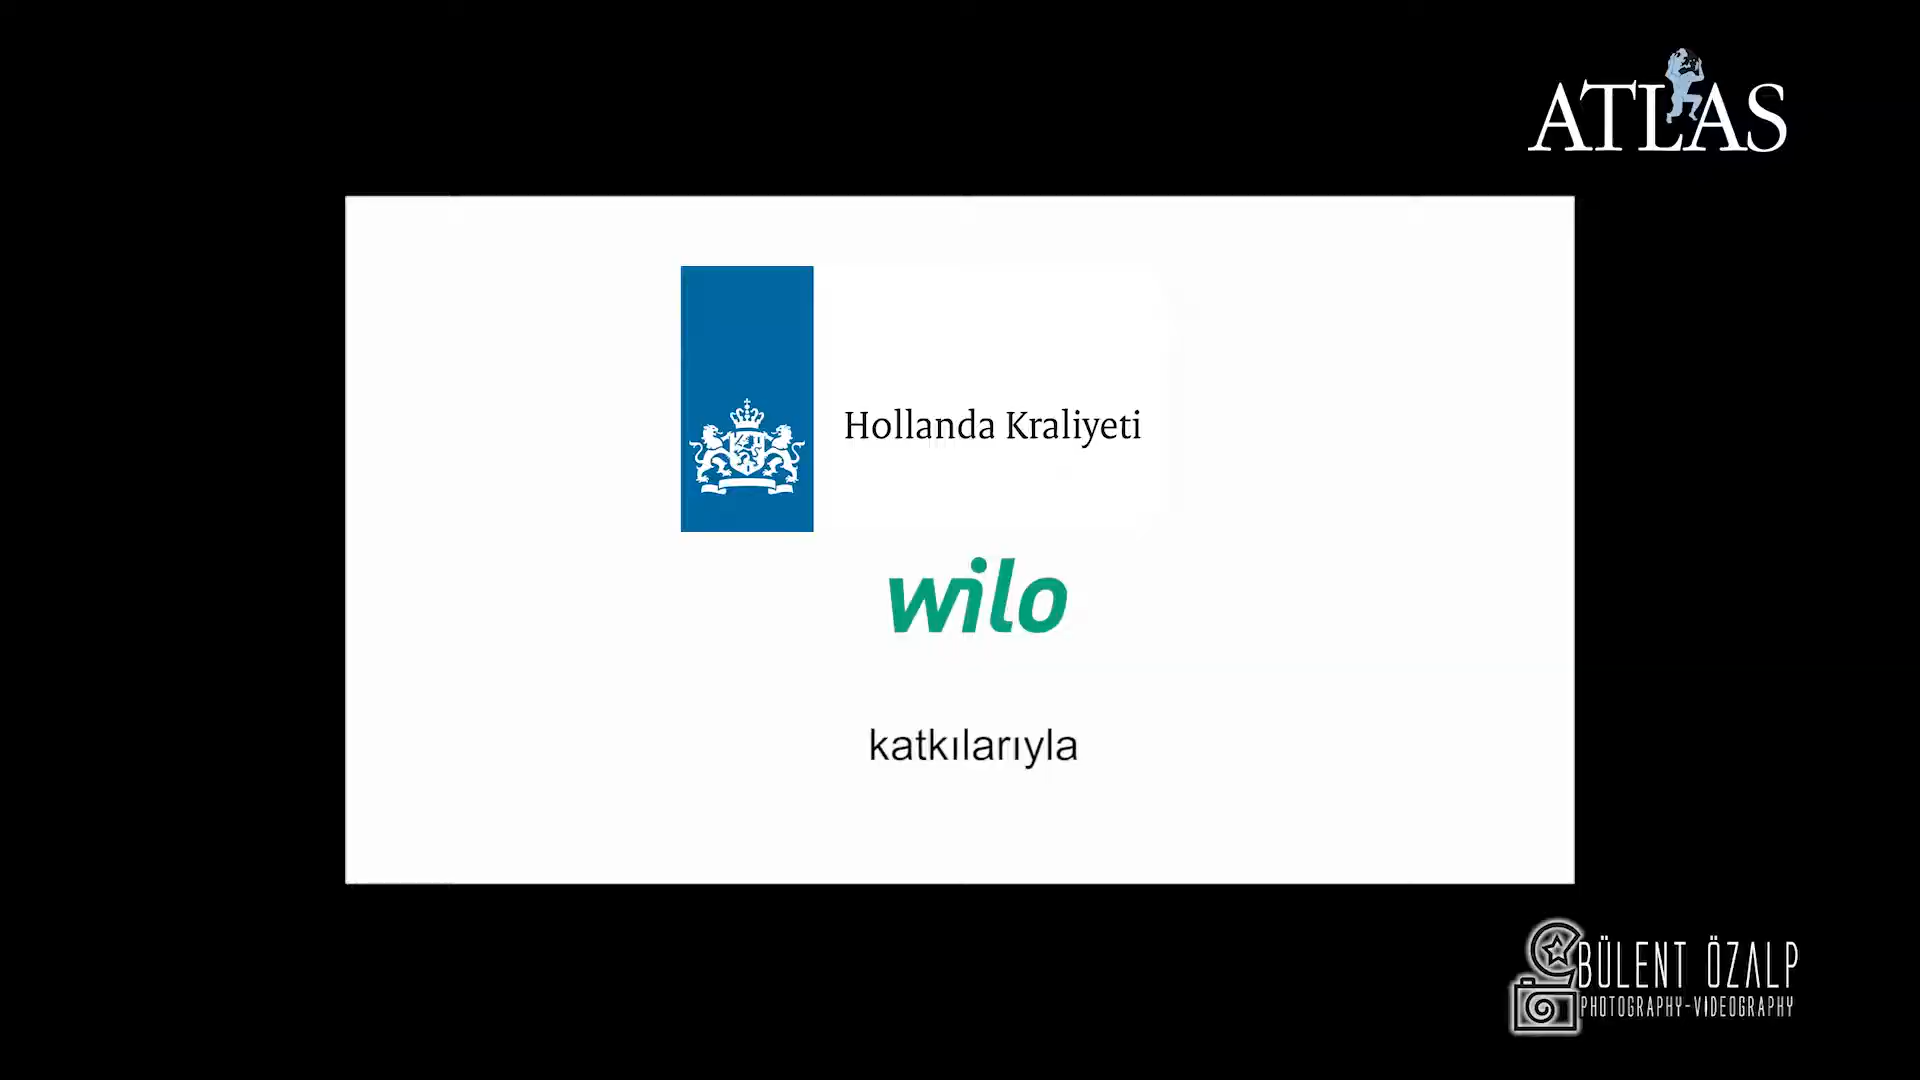 ATLAS
Hollanda Kraliyeti
wilo
katkılarıyla
BÜLENT ÖZALP
PHOTOGRAPHY-VIDEOGRAPHY